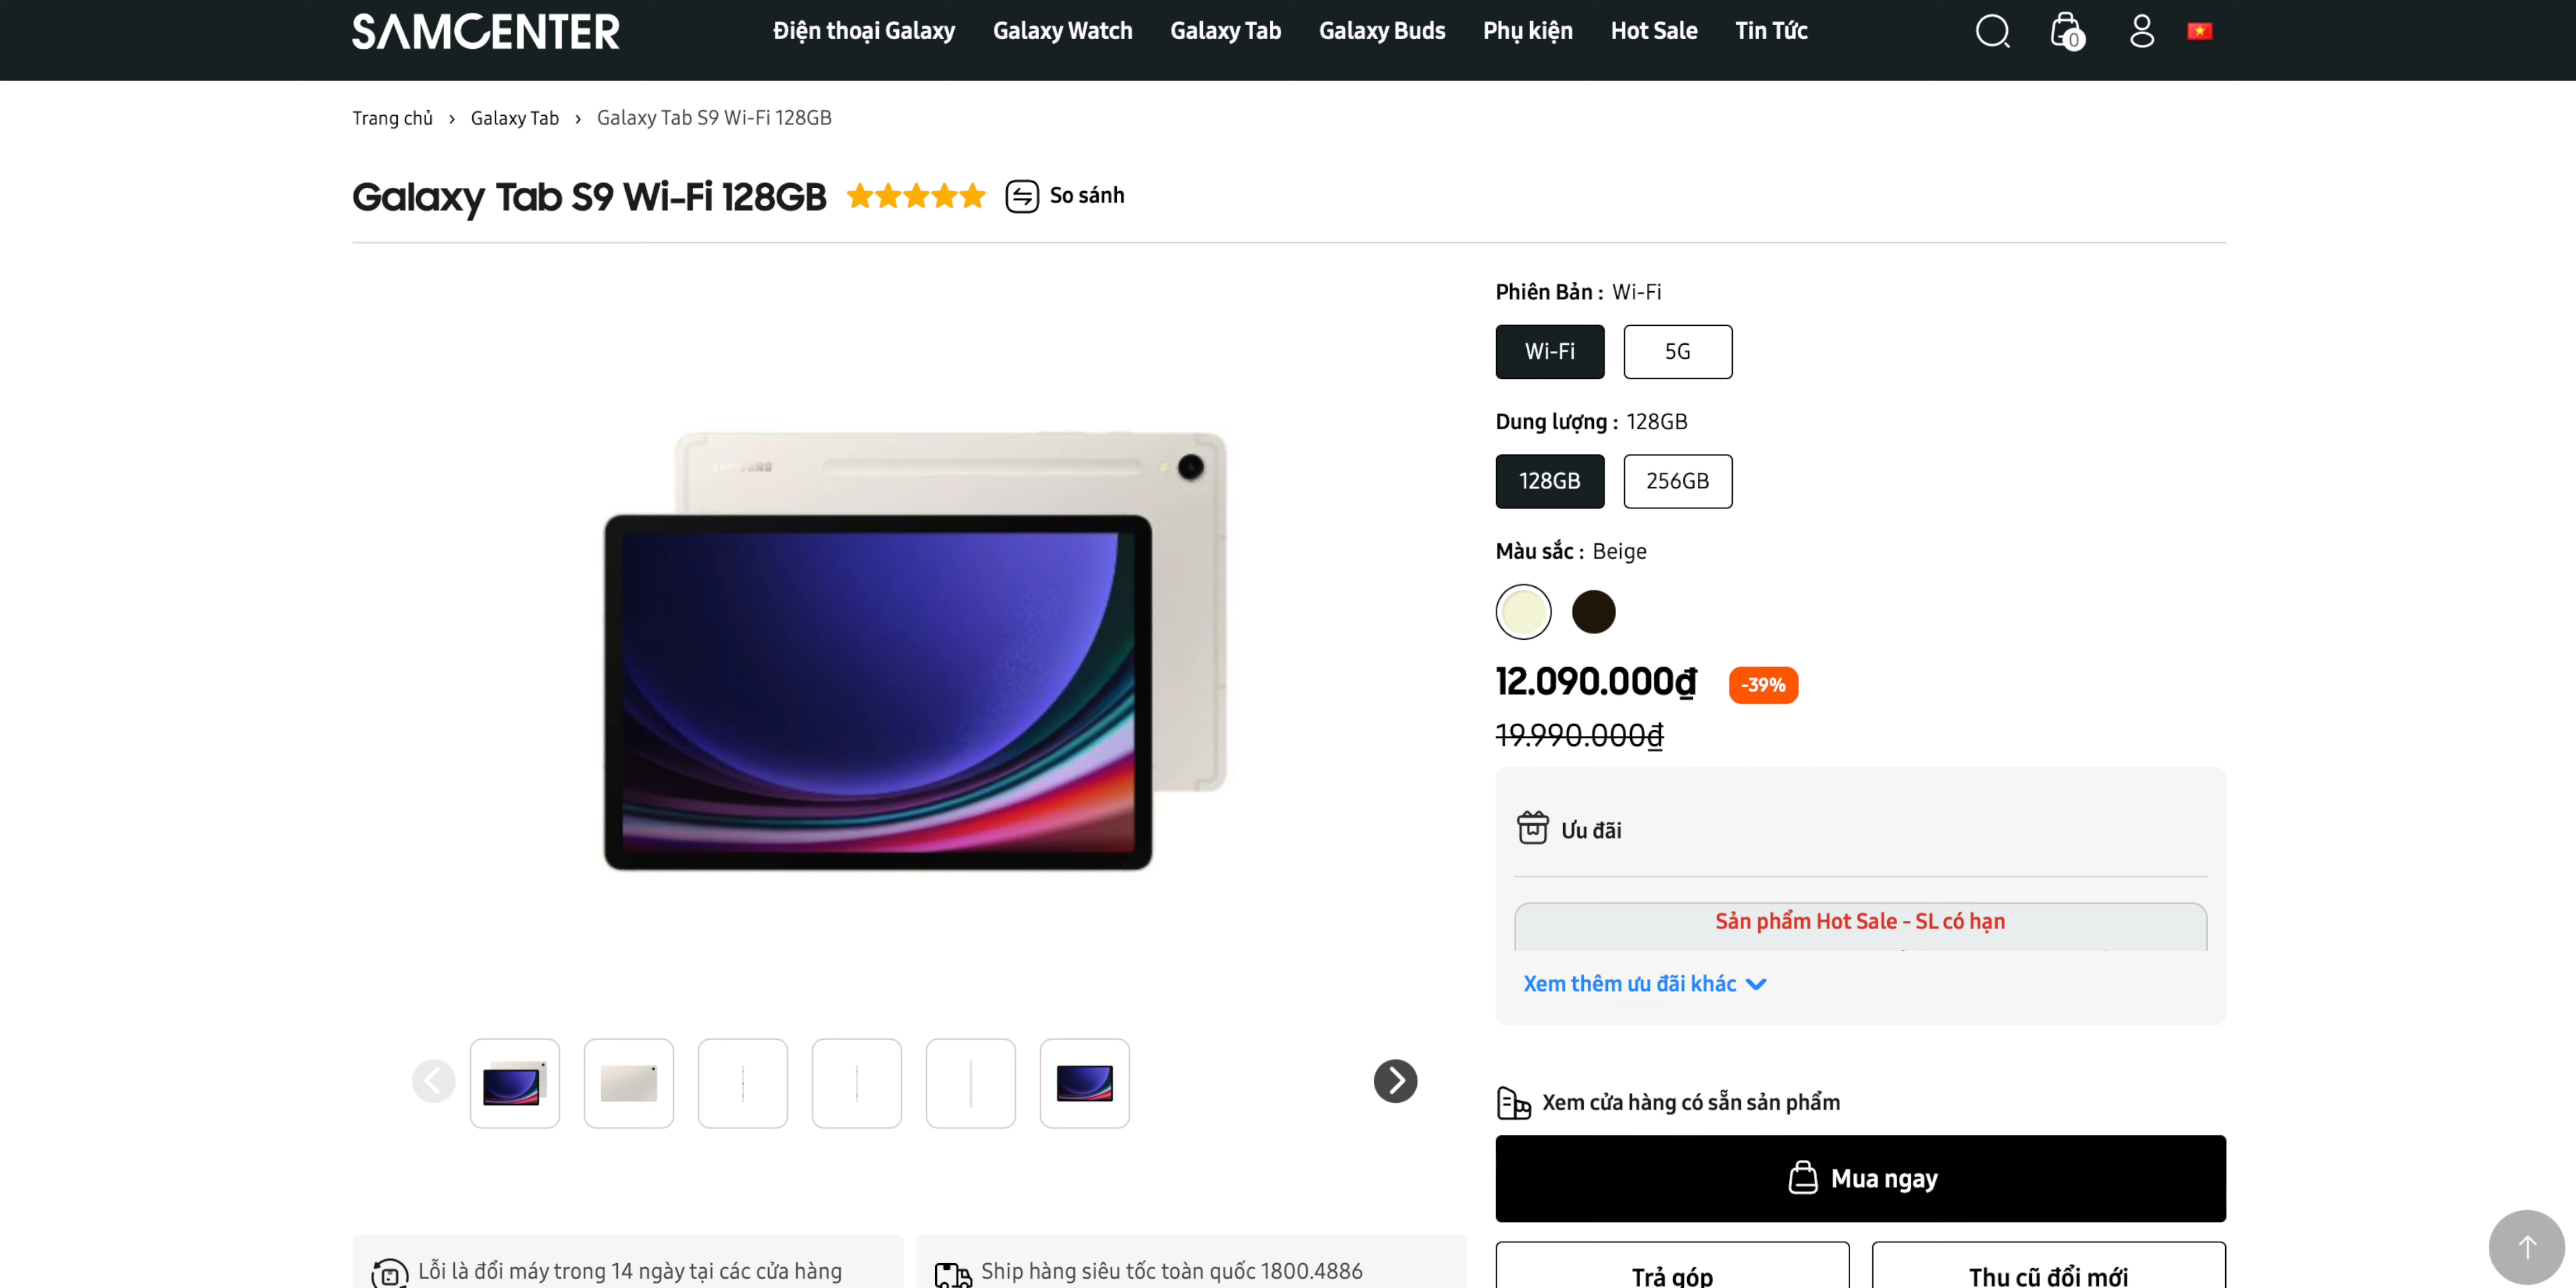 SAMCENTER
Điện thoại Galaxy Galaxy Watch Galaxy Tab Galaxy Buds Phụ kiện Hot Sale Tin Tức
0
Trang chủ › Galaxy Tab › Galaxy Tab S9 Wi-Fi 128GB
Galaxy Tab S9 Wi-Fi 128GB So sánh
Phiên Bản : Wi-Fi
Wi-Fi 5G
Dung lượng : 128GB
128GB 256GB
Màu sắc : Beige
SAMSUNG
12.090.000₫ -39%
19.990.000₫
Ưu đãi
Sản phẩm Hot Sale - SL có hạn
Xem thêm ưu đãi khác
Xem cửa hàng có sẵn sản phẩm
Mua ngay
Trả góp Thu cũ đổi mới
Lỗi là đổi máy trong 14 ngày tại các cửa hàng
Ship hàng siêu tốc toàn quốc 1800.4886